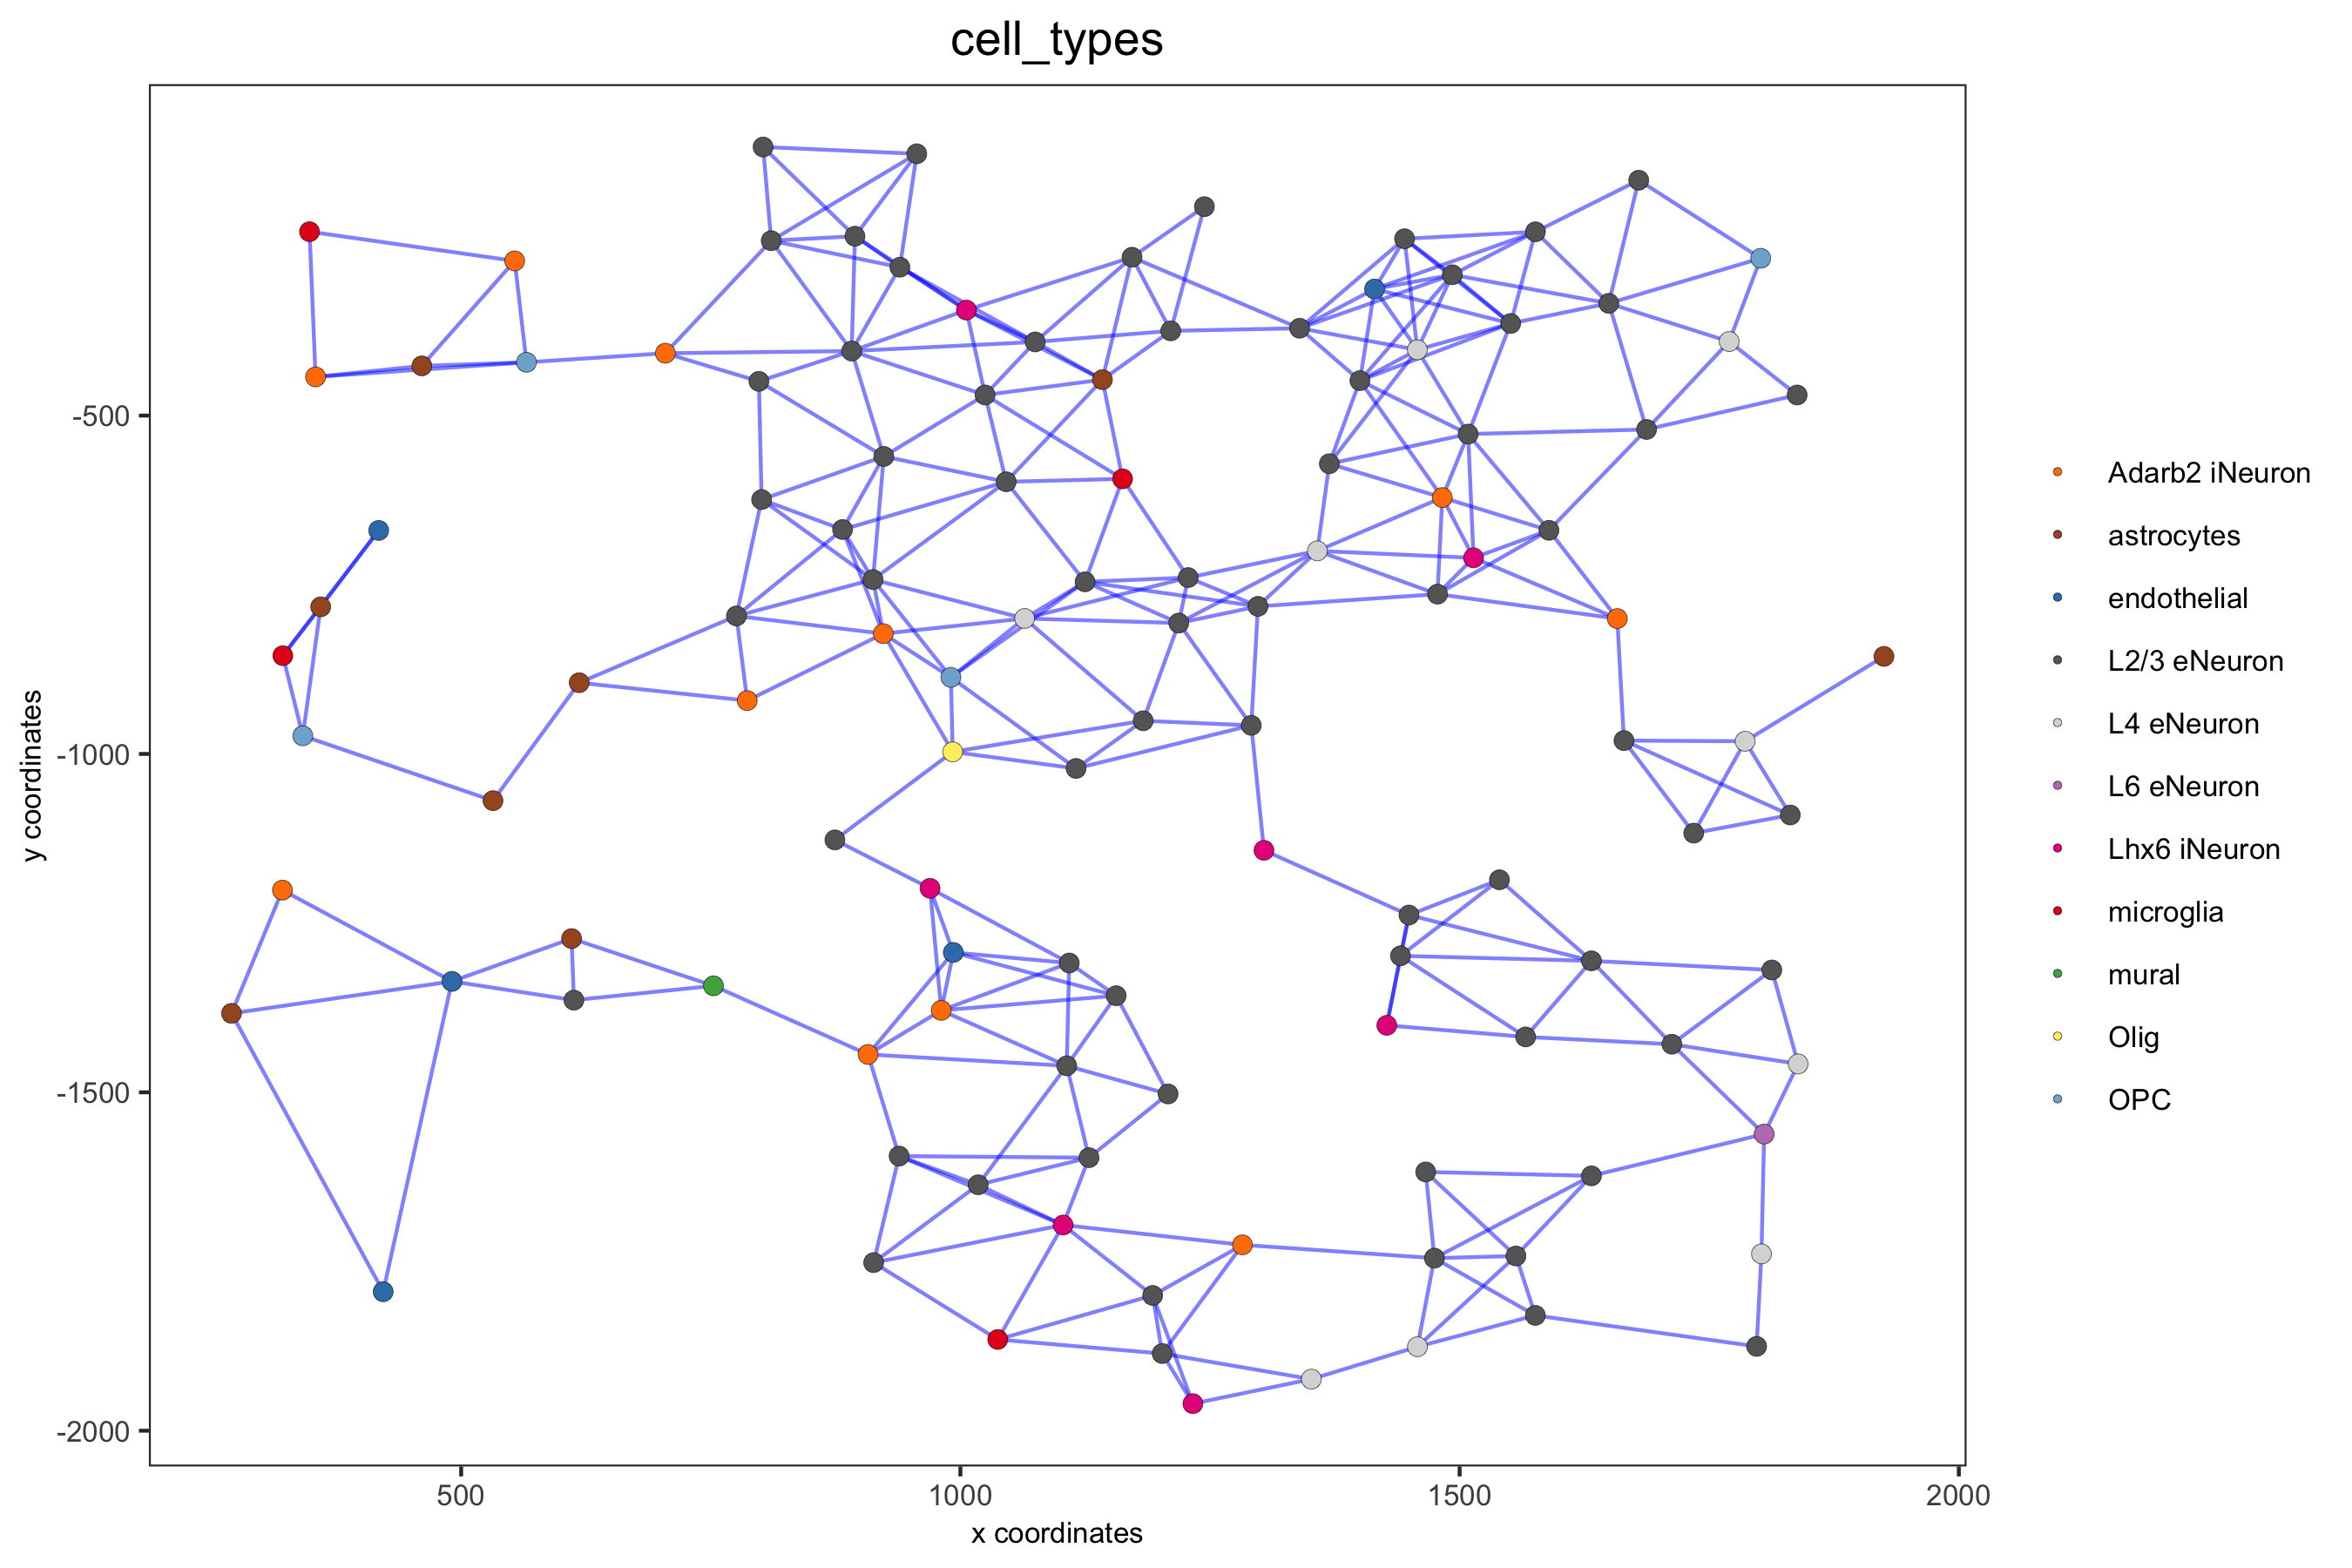 cell_types
y coordinates
-500
-1000
-1500
-2000
500
1000
1500
2000
x coordinates
Adarb2 iNeuron
astrocytes
endothelial
L2/3 eNeuron
L4 eNeuron
L6 eNeuron
Lhx6 iNeuron
microglia
mural
Olig
OPC